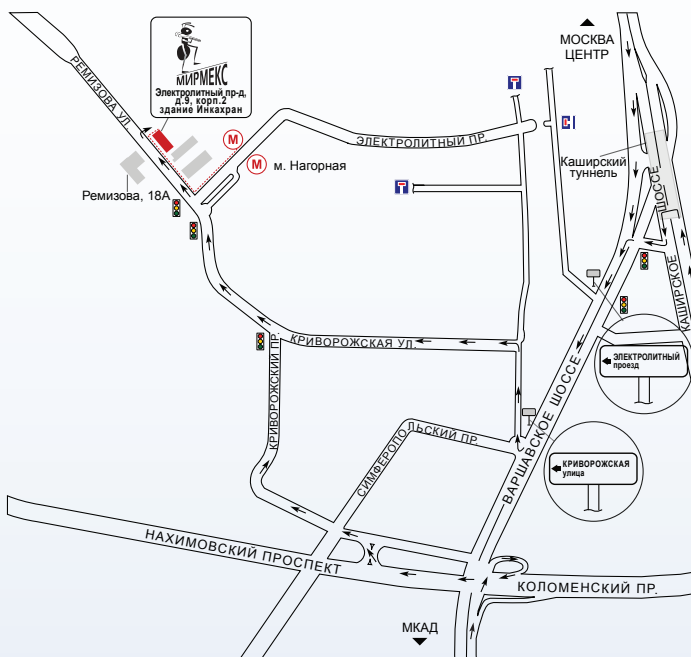 МОСКВА
ЦЕНТР
МИРМЕКС
Электролитный пр-д,
д.9, корп.2
здание Инкахран
РЕМИЗОВА УЛ.
М
М
м. Нагорная
ЭЛЕКТРОЛИТНЫЙ ПР.
Каширский
туннель
Ремизова, 18А
ШОССЕ
КАШИРСКОЕ
КРИВОРОЖСКАЯ УЛ.
ЭЛЕКТРОЛИТНЫЙ
проезд
КРИВОРОЖСКИЙ ПР.
ВАРШАВСКОЕ ШОССЕ
СИМФЕРОПОЛЬСКИЙ ПР.
КРИВОРОЖСКАЯ
улица
НАХИМОВСКИЙ ПРОСПЕКТ
КОЛОМЕНСКИЙ ПР.
МКАД